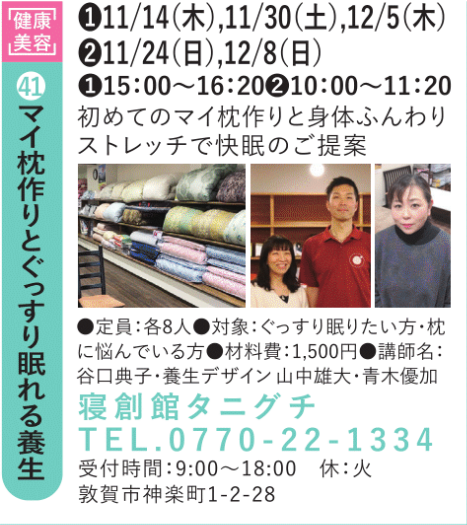 健康
美容
㊶マイ枕作りとぐっすり眠れる養生
❶11/14(木),11/30(土),12/5(木)
❷11/24(日),12/8(日)
❶15:00〜16:20❷10:00〜11:20
初めてのマイ枕作りと身体ふんわり
ストレッチで快眠のご提案
●定員:各8人●対象:ぐっすり眠りたい方・枕
に悩んでいる方●材料費:1,500円●講師名:
谷口典子・養生デザイン 山中雄大・青木優加
寝創館タニグチ
TEL.0770-22-1334
受付時間:9:00〜18:00　休:火
敦賀市神楽町1-2-28